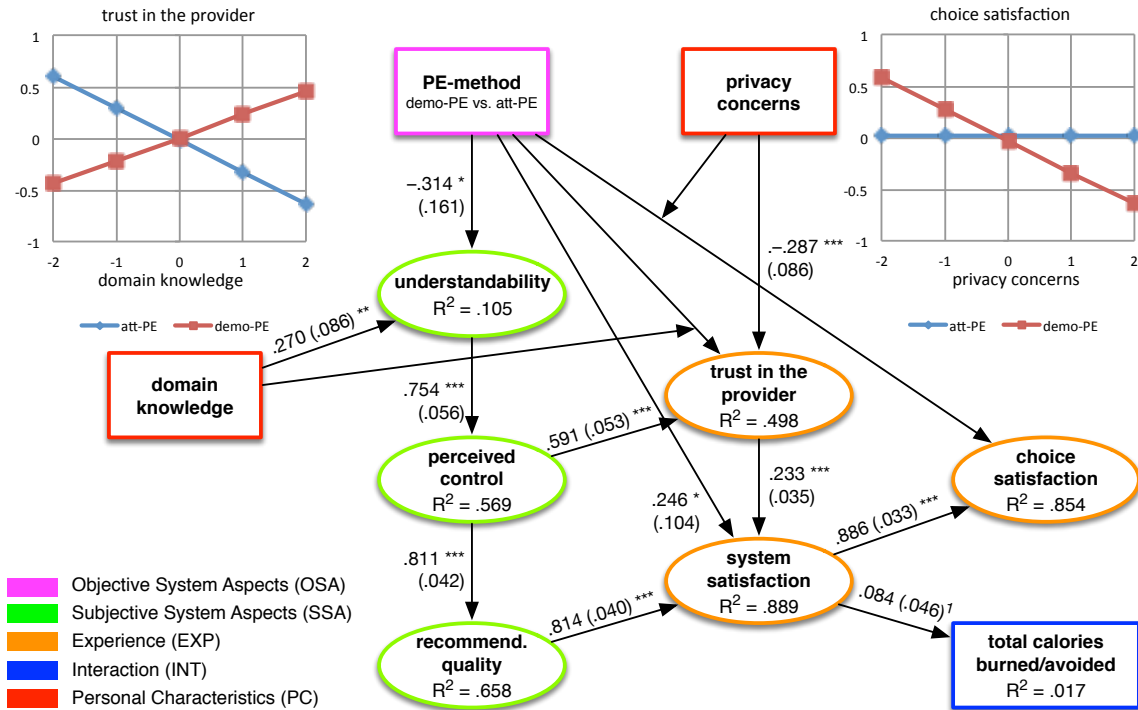 trust in the provider
1
0.5
0
-0.5
-1
-2 -1 0 1 2
domain knowledge
att-PE demo-PE
PE-method
demo-PE vs. att-PE
privacy
concerns
choice satisfaction
1
0.5
0
-0.5
-1
-2 -1 0 1 2
privacy concerns
att-PE demo-PE
–.314 *
(.161)
.–.287 ***
(.086)
understandability
R2 = .105
.270 (.086) **
domain
knowledge
.754 ***
(.056)
trust in the
provider
R2 = .498
.591 (.053) ***
perceived
control
R2 = .569
.246 *
(.104)
.233 ***
(.035)
choice
satisfaction
R2 = .854
.886 (.033) ***
.811 ***
(.042)
system
satisfaction
R2 = .889
.814 (.040) ***
.084 (.046)1
recommend.
quality
R2 = .658
total calories
burned/avoided
R2 = .017
Objective System Aspects (OSA)
Subjective System Aspects (SSA)
Experience (EXP)
Interaction (INT)
Personal Characteristics (PC)